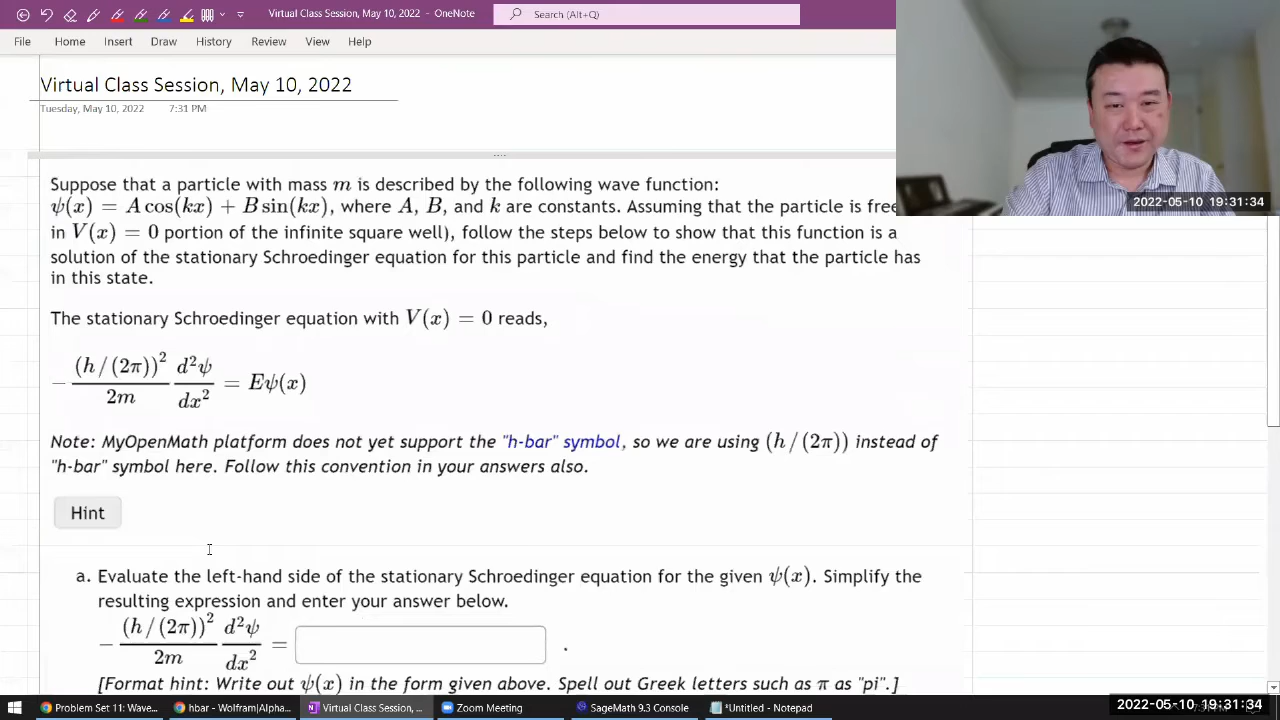 Virtual Class Session, May 10, 2022 - OneNote
Search (Alt+Q)
File Home Insert Draw History Review View Help
Virtual Class Session, May 10, 2022
Tuesday, May 10, 2022 7:31 PM
Suppose that a particle with mass m is described by the following wave function:
ψ(x) = A cos(kx) + B sin(kx), where A, B, and k are constants. Assuming that the particle is free
in V(x) = 0 portion of the infinite square well), follow the steps below to show that this function is a
solution of the stationary Schroedinger equation for this particle and find the energy that the particle has
in this state.
The stationary Schroedinger equation with V(x) = 0 reads,
− (h/(2π))² / 2m d²ψ / dx² = Eψ(x)
Note: MyOpenMath platform does not yet support the "h-bar" symbol, so we are using (h/(2π)) instead of
"h-bar" symbol here. Follow this convention in your answers also.
Hint
a. Evaluate the left-hand side of the stationary Schroedinger equation for the given ψ(x). Simplify the
resulting expression and enter your answer below.
− (h/(2π))² / 2m d²ψ / dx² = .
[Format hint: Write out ψ(x) in the form given above. Spell out Greek letters such as π as "pi".]
2022-05-10 19:31:34
Problem Set 11: Wave... hbar - Wolfram|Alpha... Virtual Class Session,... Zoom Meeting SageMath 9.3 Console *Untitled - Notepad
2022-05-10 19:31:34